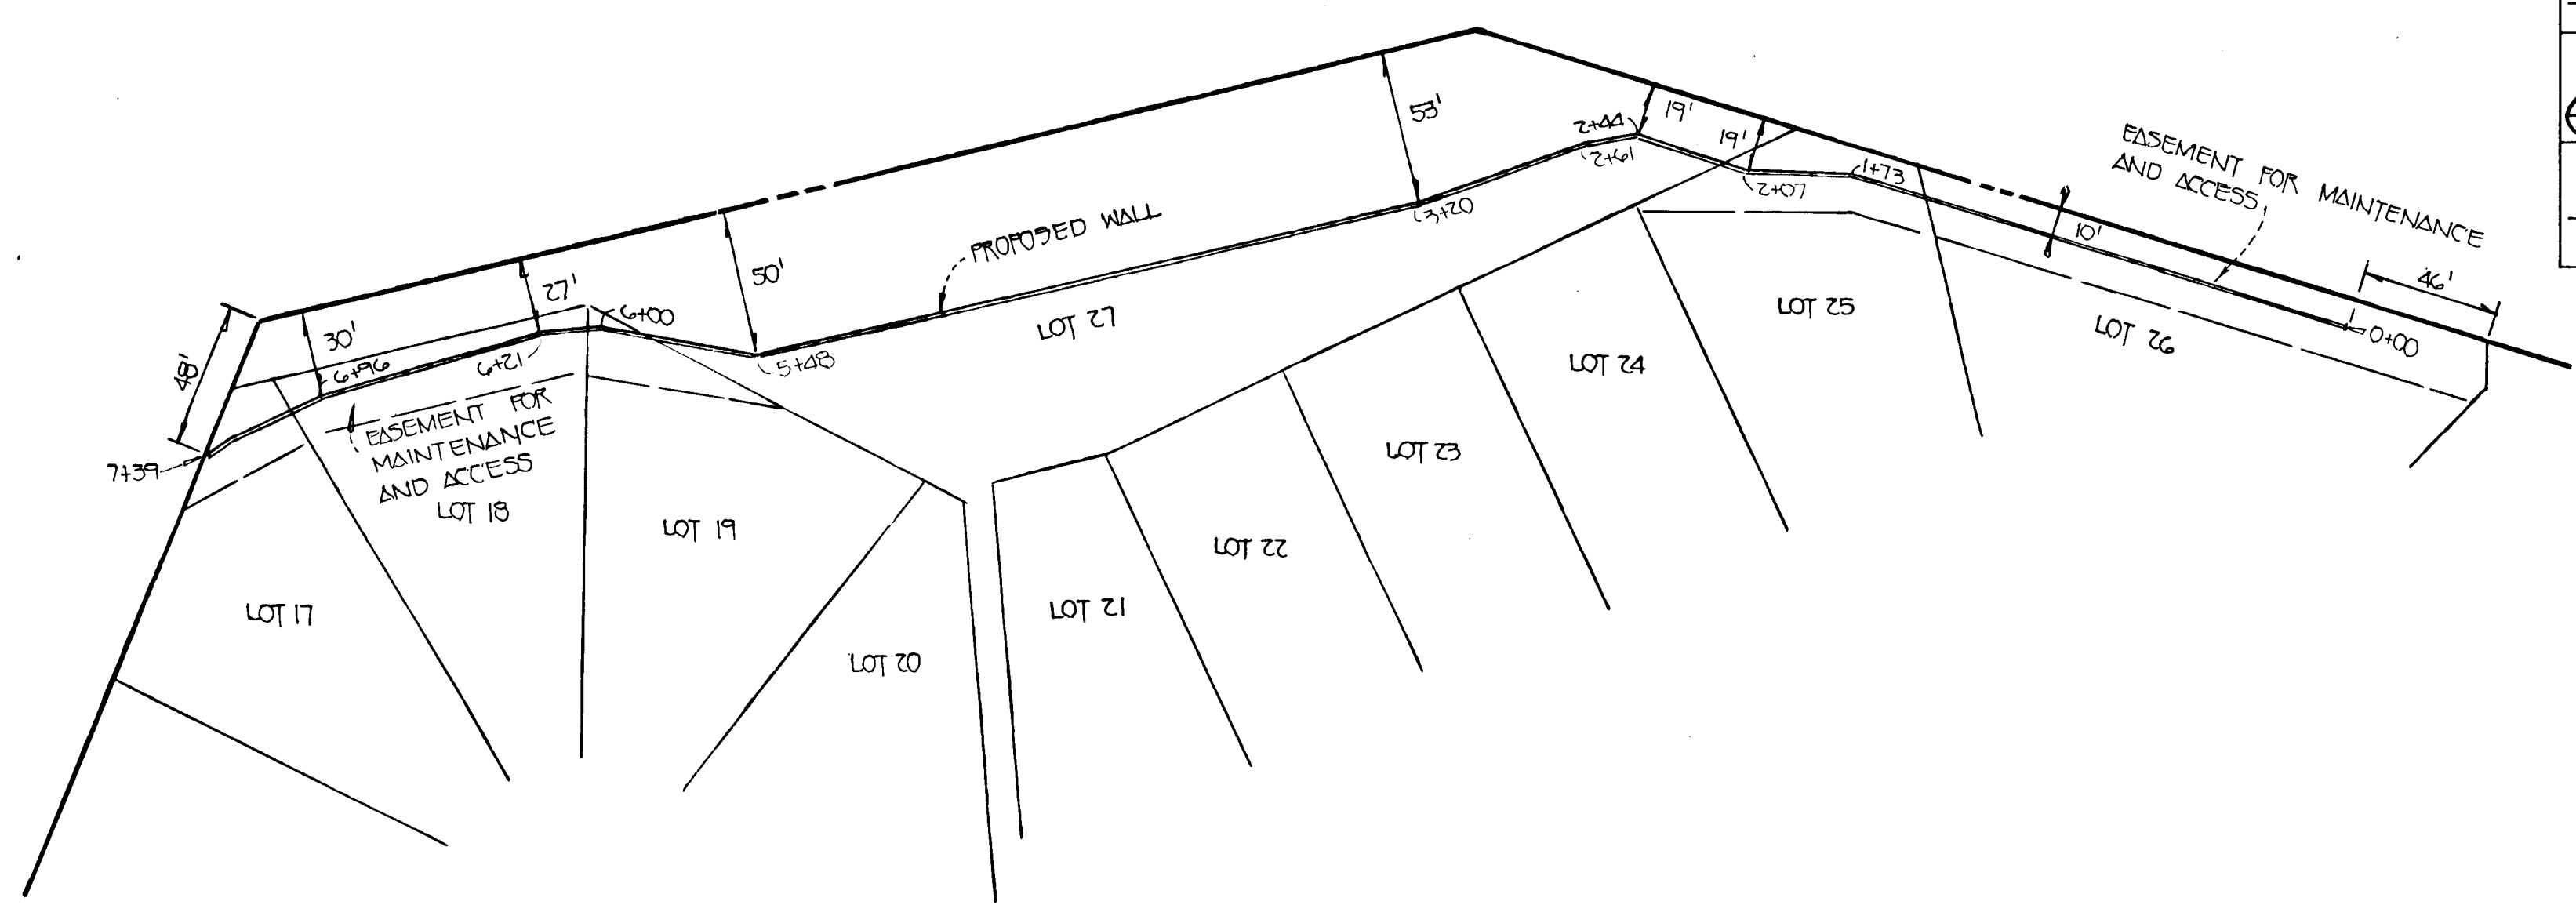 53'
19'
2+44
19'
2+61
1+73
2+07
EASEMENT FOR MAINTENANCE
AND ACCESS
10'
46'
0+00
PROPOSED WALL
3+20
50'
27'
6+00
5+48
30'
6+96
6+21
48'
7+39
EASEMENT FOR
MAINTENANCE
AND ACCESS
LOT 18
LOT 27
LOT 25
LOT 26
LOT 24
LOT 23
LOT 22
LOT 21
LOT 19
LOT 20
LOT 17